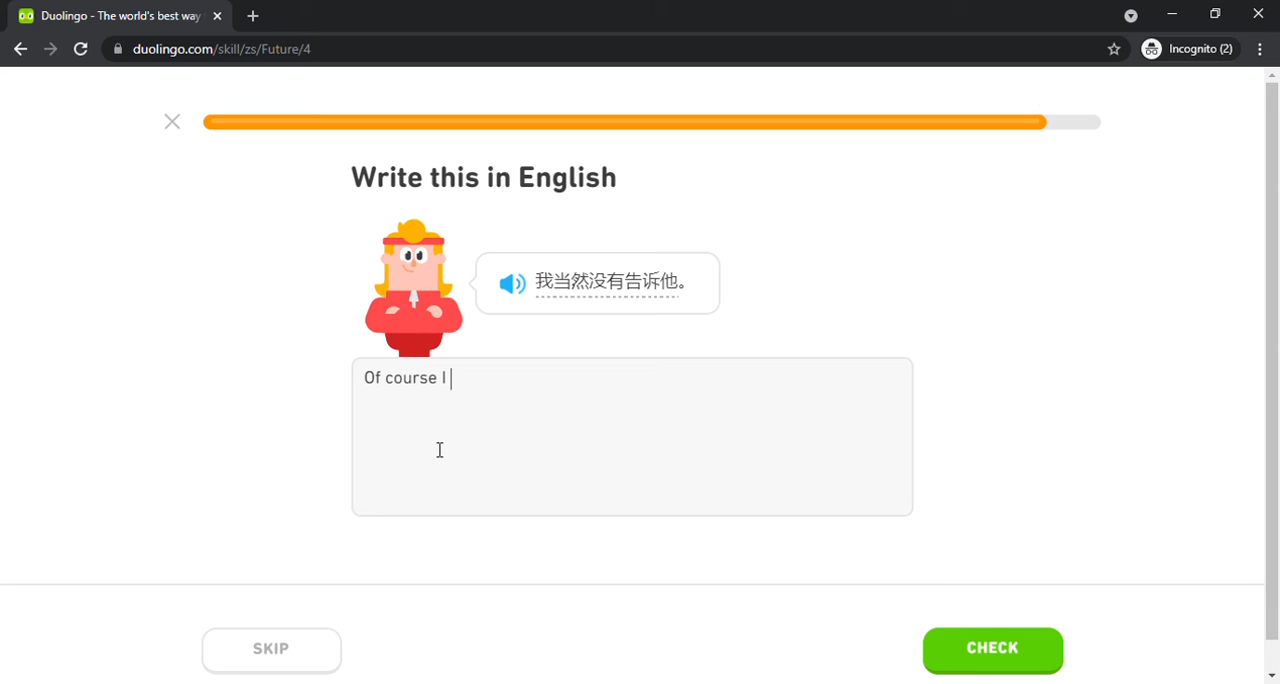 Duolingo - The world's best way
duolingo.com/skill/zs/Future/4
Incognito (2)
Write this in English
我当然没有告诉他。
Of course I
SKIP
CHECK